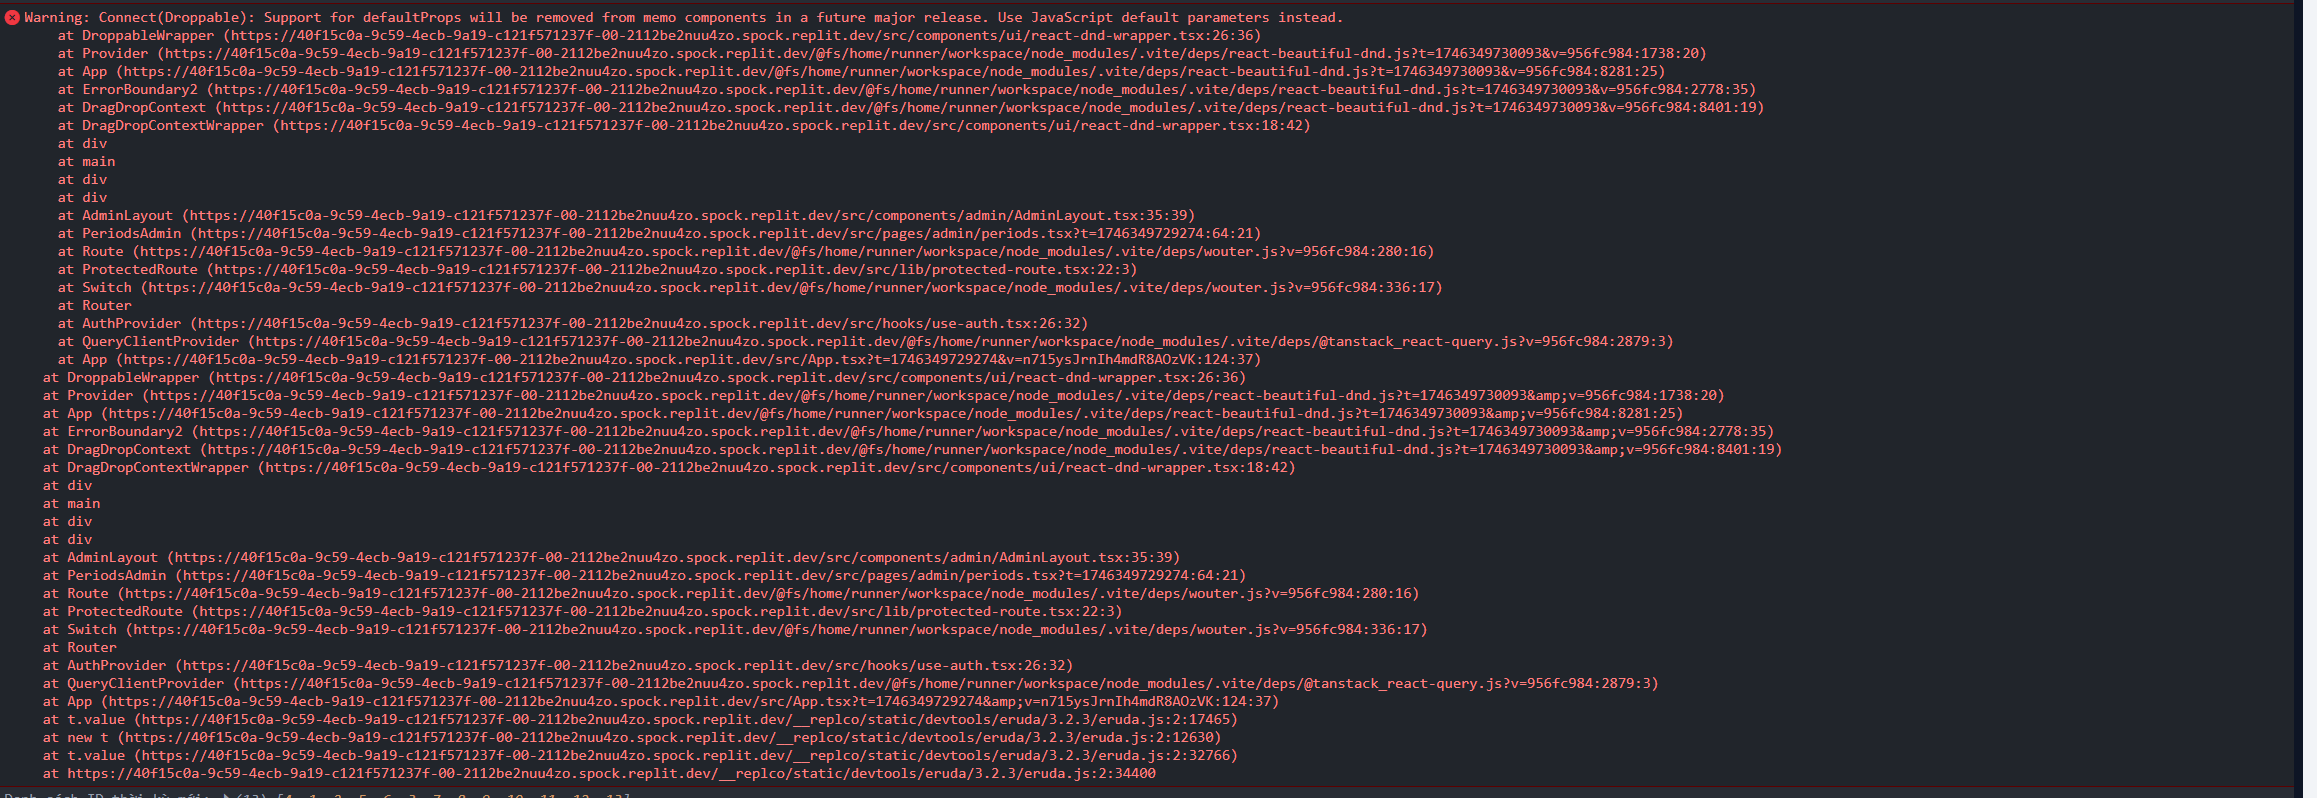 Warning: Connect(Droppable): Support for defaultProps will be removed from memo components in a future major release. Use JavaScript default parameters instead.
at DroppableWrapper (https://40f15c0a-9c59-4ecb-9a19-c121f571237f-00-2112be2nuu4zo.spock.replit.dev/src/components/ui/react-dnd-wrapper.tsx:26:36)
at Provider (https://40f15c0a-9c59-4ecb-9a19-c121f571237f-00-2112be2nuu4zo.spock.replit.dev/@fs/home/runner/workspace/node_modules/.vite/deps/react-beautiful-dnd.js?t=1746349730093&v=956fc984:1738:20)
at App (https://40f15c0a-9c59-4ecb-9a19-c121f571237f-00-2112be2nuu4zo.spock.replit.dev/@fs/home/runner/workspace/node_modules/.vite/deps/react-beautiful-dnd.js?t=1746349730093&v=956fc984:8281:25)
at ErrorBoundary2 (https://40f15c0a-9c59-4ecb-9a19-c121f571237f-00-2112be2nuu4zo.spock.replit.dev/@fs/home/runner/workspace/node_modules/.vite/deps/react-beautiful-dnd.js?t=1746349730093&v=956fc984:2778:35)
at DragDropContext (https://40f15c0a-9c59-4ecb-9a19-c121f571237f-00-2112be2nuu4zo.spock.replit.dev/@fs/home/runner/workspace/node_modules/.vite/deps/react-beautiful-dnd.js?t=1746349730093&v=956fc984:8401:19)
at DragDropContextWrapper (https://40f15c0a-9c59-4ecb-9a19-c121f571237f-00-2112be2nuu4zo.spock.replit.dev/src/components/ui/react-dnd-wrapper.tsx:18:42)
at div
at main
at div
at div
at AdminLayout (https://40f15c0a-9c59-4ecb-9a19-c121f571237f-00-2112be2nuu4zo.spock.replit.dev/src/components/admin/AdminLayout.tsx:35:39)
at PeriodsAdmin (https://40f15c0a-9c59-4ecb-9a19-c121f571237f-00-2112be2nuu4zo.spock.replit.dev/src/pages/admin/periods.tsx?t=1746349729274:64:21)
at Route (https://40f15c0a-9c59-4ecb-9a19-c121f571237f-00-2112be2nuu4zo.spock.replit.dev/@fs/home/runner/workspace/node_modules/.vite/deps/wouter.js?v=956fc984:280:16)
at ProtectedRoute (https://40f15c0a-9c59-4ecb-9a19-c121f571237f-00-2112be2nuu4zo.spock.replit.dev/src/lib/protected-route.tsx:22:3)
at Switch (https://40f15c0a-9c59-4ecb-9a19-c121f571237f-00-2112be2nuu4zo.spock.replit.dev/@fs/home/runner/workspace/node_modules/.vite/deps/wouter.js?v=956fc984:336:17)
at Router
at AuthProvider (https://40f15c0a-9c59-4ecb-9a19-c121f571237f-00-2112be2nuu4zo.spock.replit.dev/src/hooks/use-auth.tsx:26:32)
at QueryClientProvider (https://40f15c0a-9c59-4ecb-9a19-c121f571237f-00-2112be2nuu4zo.spock.replit.dev/@fs/home/runner/workspace/node_modules/.vite/deps/@tanstack_react-query.js?v=956fc984:2879:3)
at App (https://40f15c0a-9c59-4ecb-9a19-c121f571237f-00-2112be2nuu4zo.spock.replit.dev/src/App.tsx?t=1746349729274&v=n715ysJrnIh4mdR8AOzVK:124:37)
at DroppableWrapper (https://40f15c0a-9c59-4ecb-9a19-c121f571237f-00-2112be2nuu4zo.spock.replit.dev/src/components/ui/react-dnd-wrapper.tsx:26:36)
at Provider (https://40f15c0a-9c59-4ecb-9a19-c121f571237f-00-2112be2nuu4zo.spock.replit.dev/@fs/home/runner/workspace/node_modules/.vite/deps/react-beautiful-dnd.js?t=1746349730093&amp;v=956fc984:1738:20)
at App (https://40f15c0a-9c59-4ecb-9a19-c121f571237f-00-2112be2nuu4zo.spock.replit.dev/@fs/home/runner/workspace/node_modules/.vite/deps/react-beautiful-dnd.js?t=1746349730093&amp;v=956fc984:8281:25)
at ErrorBoundary2 (https://40f15c0a-9c59-4ecb-9a19-c121f571237f-00-2112be2nuu4zo.spock.replit.dev/@fs/home/runner/workspace/node_modules/.vite/deps/react-beautiful-dnd.js?t=1746349730093&amp;v=956fc984:2778:35)
at DragDropContext (https://40f15c0a-9c59-4ecb-9a19-c121f571237f-00-2112be2nuu4zo.spock.replit.dev/@fs/home/runner/workspace/node_modules/.vite/deps/react-beautiful-dnd.js?t=1746349730093&amp;v=956fc984:8401:19)
at DragDropContextWrapper (https://40f15c0a-9c59-4ecb-9a19-c121f571237f-00-2112be2nuu4zo.spock.replit.dev/src/components/ui/react-dnd-wrapper.tsx:18:42)
at div
at main
at div
at div
at AdminLayout (https://40f15c0a-9c59-4ecb-9a19-c121f571237f-00-2112be2nuu4zo.spock.replit.dev/src/components/admin/AdminLayout.tsx:35:39)
at PeriodsAdmin (https://40f15c0a-9c59-4ecb-9a19-c121f571237f-00-2112be2nuu4zo.spock.replit.dev/src/pages/admin/periods.tsx?t=1746349729274:64:21)
at Route (https://40f15c0a-9c59-4ecb-9a19-c121f571237f-00-2112be2nuu4zo.spock.replit.dev/@fs/home/runner/workspace/node_modules/.vite/deps/wouter.js?v=956fc984:280:16)
at ProtectedRoute (https://40f15c0a-9c59-4ecb-9a19-c121f571237f-00-2112be2nuu4zo.spock.replit.dev/src/lib/protected-route.tsx:22:3)
at Switch (https://40f15c0a-9c59-4ecb-9a19-c121f571237f-00-2112be2nuu4zo.spock.replit.dev/@fs/home/runner/workspace/node_modules/.vite/deps/wouter.js?v=956fc984:336:17)
at Router
at AuthProvider (https://40f15c0a-9c59-4ecb-9a19-c121f571237f-00-2112be2nuu4zo.spock.replit.dev/src/hooks/use-auth.tsx:26:32)
at QueryClientProvider (https://40f15c0a-9c59-4ecb-9a19-c121f571237f-00-2112be2nuu4zo.spock.replit.dev/@fs/home/runner/workspace/node_modules/.vite/deps/@tanstack_react-query.js?v=956fc984:2879:3)
at App (https://40f15c0a-9c59-4ecb-9a19-c121f571237f-00-2112be2nuu4zo.spock.replit.dev/src/App.tsx?t=1746349729274&amp;v=n715ysJrnIh4mdR8AOzVK:124:37)
at t.value (https://40f15c0a-9c59-4ecb-9a19-c121f571237f-00-2112be2nuu4zo.spock.replit.dev/__replco/static/devtools/eruda/3.2.3/eruda.js:2:17465)
at new t (https://40f15c0a-9c59-4ecb-9a19-c121f571237f-00-2112be2nuu4zo.spock.replit.dev/__replco/static/devtools/eruda/3.2.3/eruda.js:2:12630)
at t.value (https://40f15c0a-9c59-4ecb-9a19-c121f571237f-00-2112be2nuu4zo.spock.replit.dev/__replco/static/devtools/eruda/3.2.3/eruda.js:2:32766)
at https://40f15c0a-9c59-4ecb-9a19-c121f571237f-00-2112be2nuu4zo.spock.replit.dev/__replco/static/devtools/eruda/3.2.3/eruda.js:2:34400